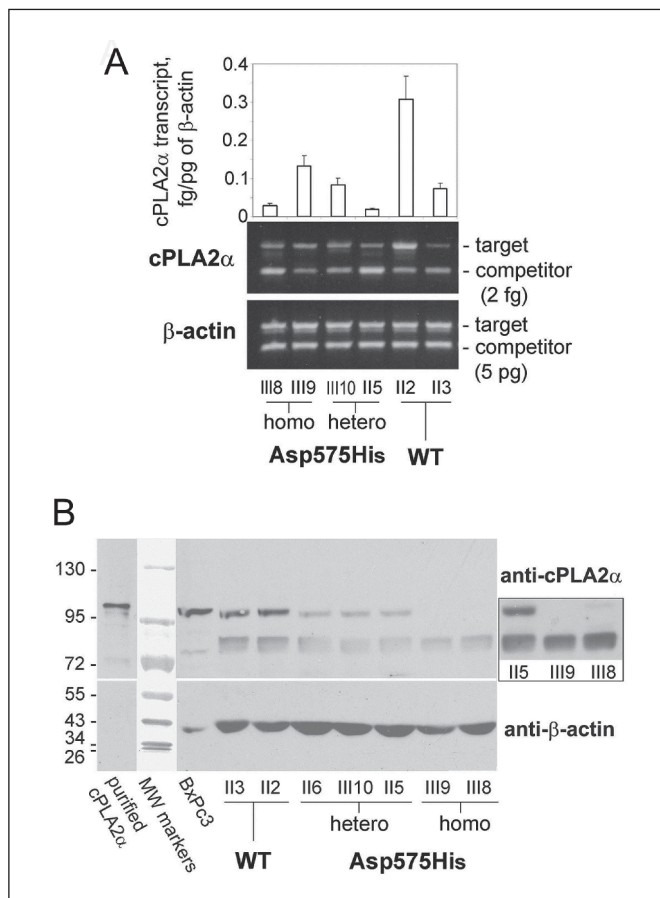 A
cPLA2α transcript,
fg/pg of β-actin
0.4
0.3
0.2
0.1
0
cPLA2α
- target
- competitor
(2 fg)
β-actin
- target
- competitor
(5 pg)
III8 III9 III10 II5 II2 II3
homo hetero
Asp575His WT
B
130
95
72
55
43
34
26
anti-cPLA2α
II5 III9 III8
anti-β-actin
purified
cPLA2α
MW markers
BxPc3
II3 II2 II6 III10 II5 III9 III8
hetero homo
WT Asp575His